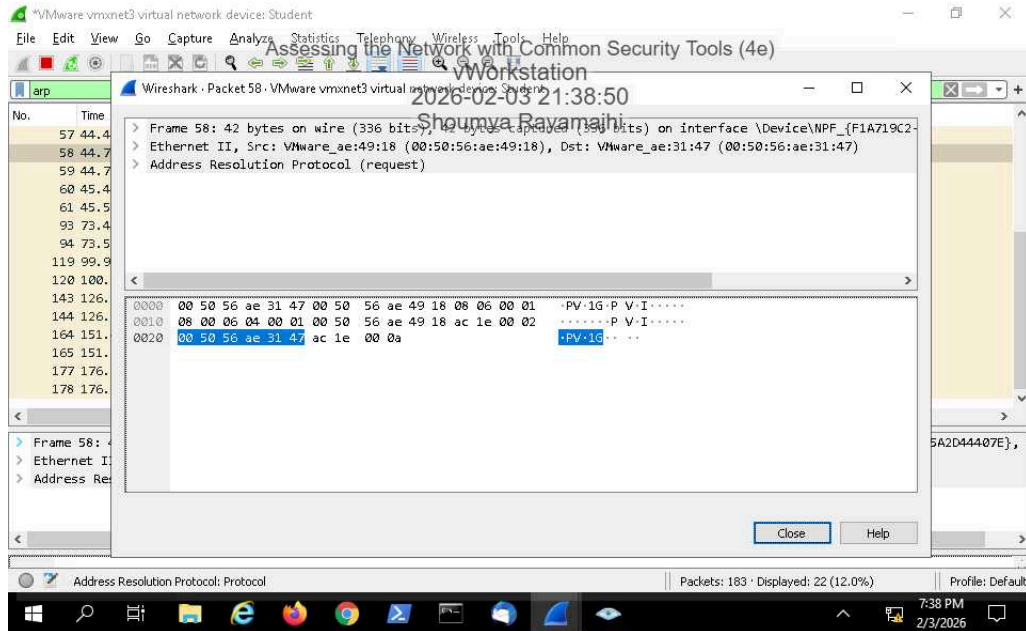 *VMware vmxnet3 virtual network device: Student
File Edit View Go Capture Analyze Statistics Telephony Wireless Tools Help
Assessing the Network with Common Security Tools (4e)
vWorkstation
2026-02-03 21:38:50
Shoumya Rayamajhi
arp
Wireshark · Packet 58 · VMware vmxnet3 virtual network device: Student
No. Time
57 44.4
58 44.7
59 44.7
60 45.4
61 45.5
93 73.4
94 73.5
119 99.9
120 100.
143 126.
144 126.
164 151.
165 151.
177 176.
178 176.
> Frame 58: 42 bytes on wire (336 bits), 42 bytes captured (336 bits) on interface \Device\NPF_{F1A719C2-
> Ethernet II, Src: VMware_ae:49:18 (00:50:56:ae:49:18), Dst: VMware_ae:31:47 (00:50:56:ae:31:47)
> Address Resolution Protocol (request)
0000 00 50 56 ae 31 47 00 50 56 ae 49 18 08 06 00 01 ·PV·1G·P V·I·····
0010 08 00 06 04 00 01 00 50 56 ae 49 18 ac 1e 00 02 ·······P V·I·····
0020 00 50 56 ae 31 47 ac 1e 00 0a ·PV·1G·· ··
Close Help
> Frame 58: 4
5A2D44407E},
> Ethernet II
> Address Res
Address Resolution Protocol: Protocol
Packets: 183 · Displayed: 22 (12.0%)
Profile: Default
7:38 PM
2/3/2026